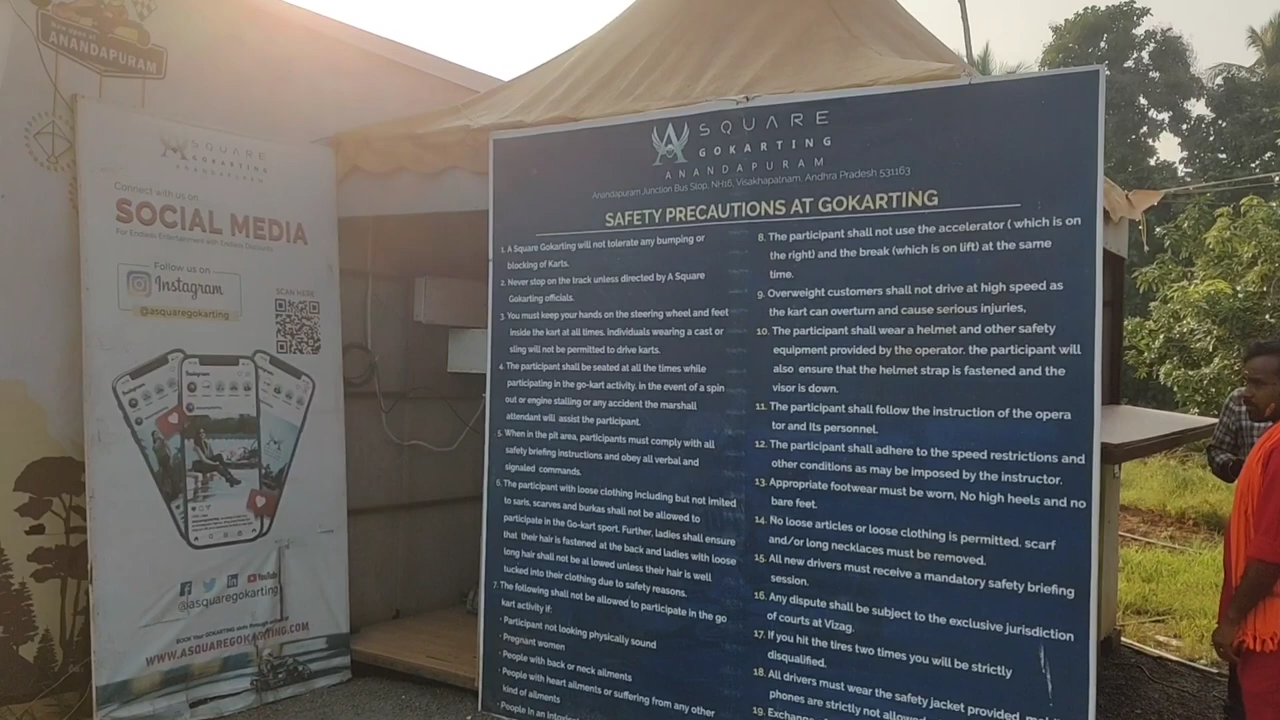 Now open at
ANANDAPURAM
SQUARE
GOKARTING
ANANDAPURAM
Connect with us on
SOCIAL MEDIA
For Endless Entertainment with Endless Discounts
Follow us on
Instagram
@asquaregokarting
SCAN HERE
Instagram
YouTube
@asquaregokarting
BOOK Your GOKARTING slots through
WWW.ASQUAREGOKARTING.COM
A SQUARE
GOKARTING
ANANDAPURAM
Anandapuram Junction Bus Stop, NH16, Visakhapatnam, Andhra Pradesh 531163
SAFETY PRECAUTIONS AT GOKARTING
1. A Square Gokarting will not tolerate any bumping or
blocking of Karts.
2. Never stop on the track unless directed by A Square
Gokarting officials.
3. You must keep your hands on the steering wheel and feet
inside the kart at all times. individuals wearing a cast or
sling will not be permitted to drive karts.
4. The participant shall be seated at all the times while
participating in the go-kart activity. in the event of a spin
out or engine stalling or any accident the marshall
attendant will assist the participant.
5. When in the pit area, participants must comply with all
safety briefing instructions and obey all verbal and
signaled commands.
6. The participant with loose clothing including but not imited
to saris, scarves and burkas shall not be allowed to
participate in the Go-kart sport. Further, ladies shall ensure
that their hair is fastened at the back and ladies with loose
long hair shall not be al lowed unless their hair is well
tucked into their clothing due to safety reasons.
7. The following shall not be allowed to participate in the go
kart activity if:
• Participant not looking physically sound
• Pregnant women
• People with back or neck ailments
• People with heart ailments or suffering from any other
kind of ailments
• People in an
8. The participant shall not use the accelerator ( which is on
the right) and the break (which is on lift) at the same
time.
9. Overweight customers shall not drive at high speed as
the kart can overturn and cause serious injuries,
10. The participant shall wear a helmet and other safety
equipment provided by the operator. the participant will
also ensure that the helmet strap is fastened and the
visor is down.
11. The participant shall follow the instruction of the opera
tor and Its personnel.
12. The participant shall adhere to the speed restrictions and
other conditions as may be imposed by the instructor.
13. Appropriate footwear must be worn, No high heels and no
bare feet.
14. No loose articles or loose clothing is permitted. scarf
and/or long necklaces must be removed.
15. All new drivers must receive a mandatory safety briefing
session.
16. Any dispute shall be subject to the exclusive jurisdiction
of courts at Vizag.
17. If you hit the tires two times you will be strictly
disqualified.
18. All drivers must wear the safety jacket provided,
phones are strictly not allowed
19.